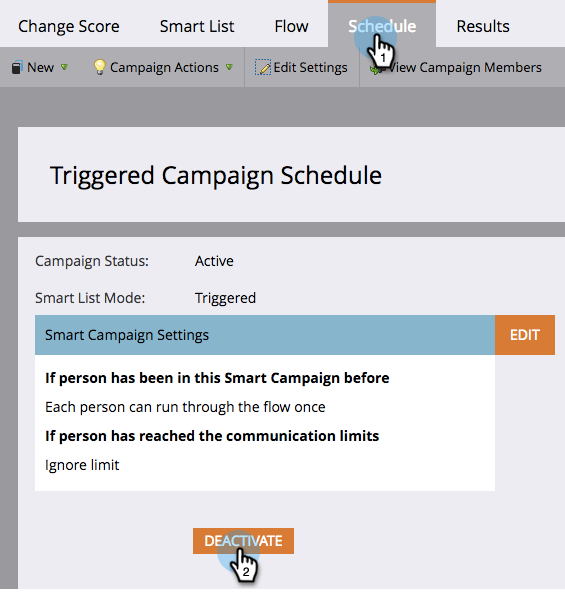 Change Score Smart List Flow Schedule Results
1
New Campaign Actions Edit Settings View Campaign Members
Triggered Campaign Schedule
Campaign Status: Active
Smart List Mode: Triggered
Smart Campaign Settings EDIT
If person has been in this Smart Campaign before
Each person can run through the flow once
If person has reached the communication limits
Ignore limit
DEACTIVATE
2